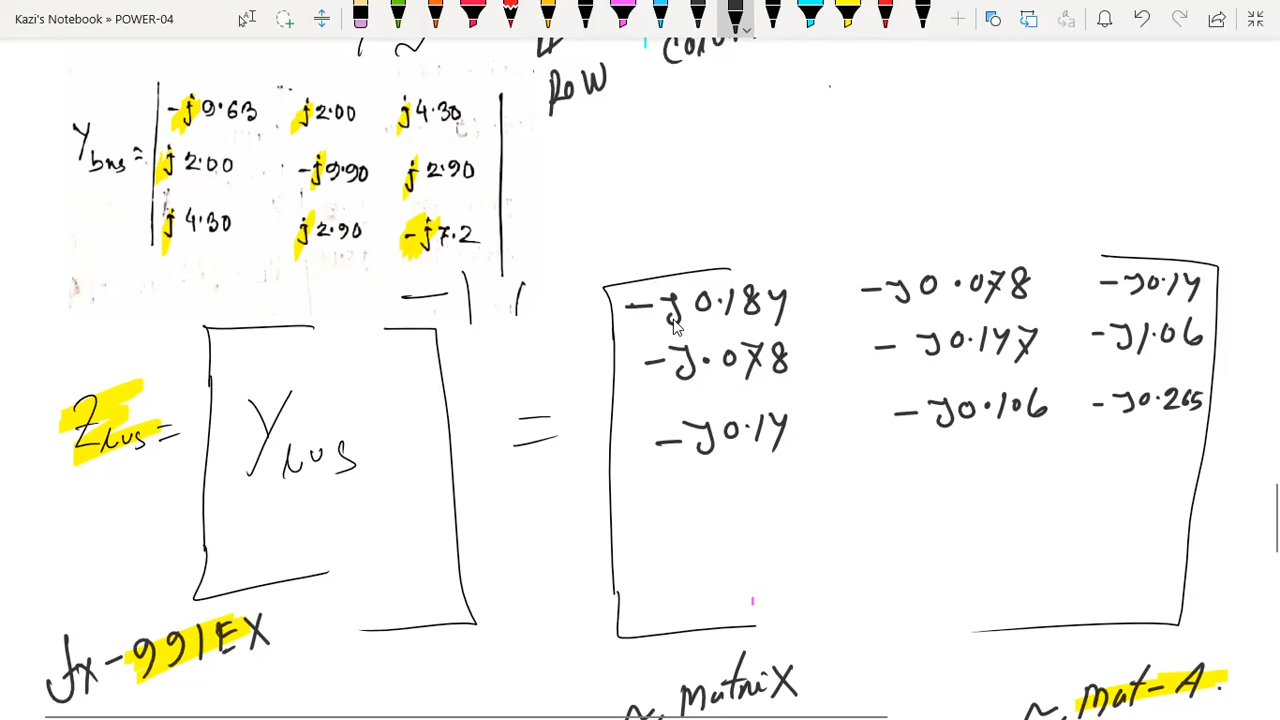 Kazi's Notebook » POWER-04
Row
Ybus =
-j9.63 j2.00 j4.30
j2.00 -j9.90 j2.90
j4.30 j2.90 -j7.2
-1
-j0.184 -j0.078 -j0.14
-j.078 -j0.147 -j1.06
-j0.14 -j0.106 -j0.265
Zbus = Ybus =
fx-991EX
Matrix
Mat-A.